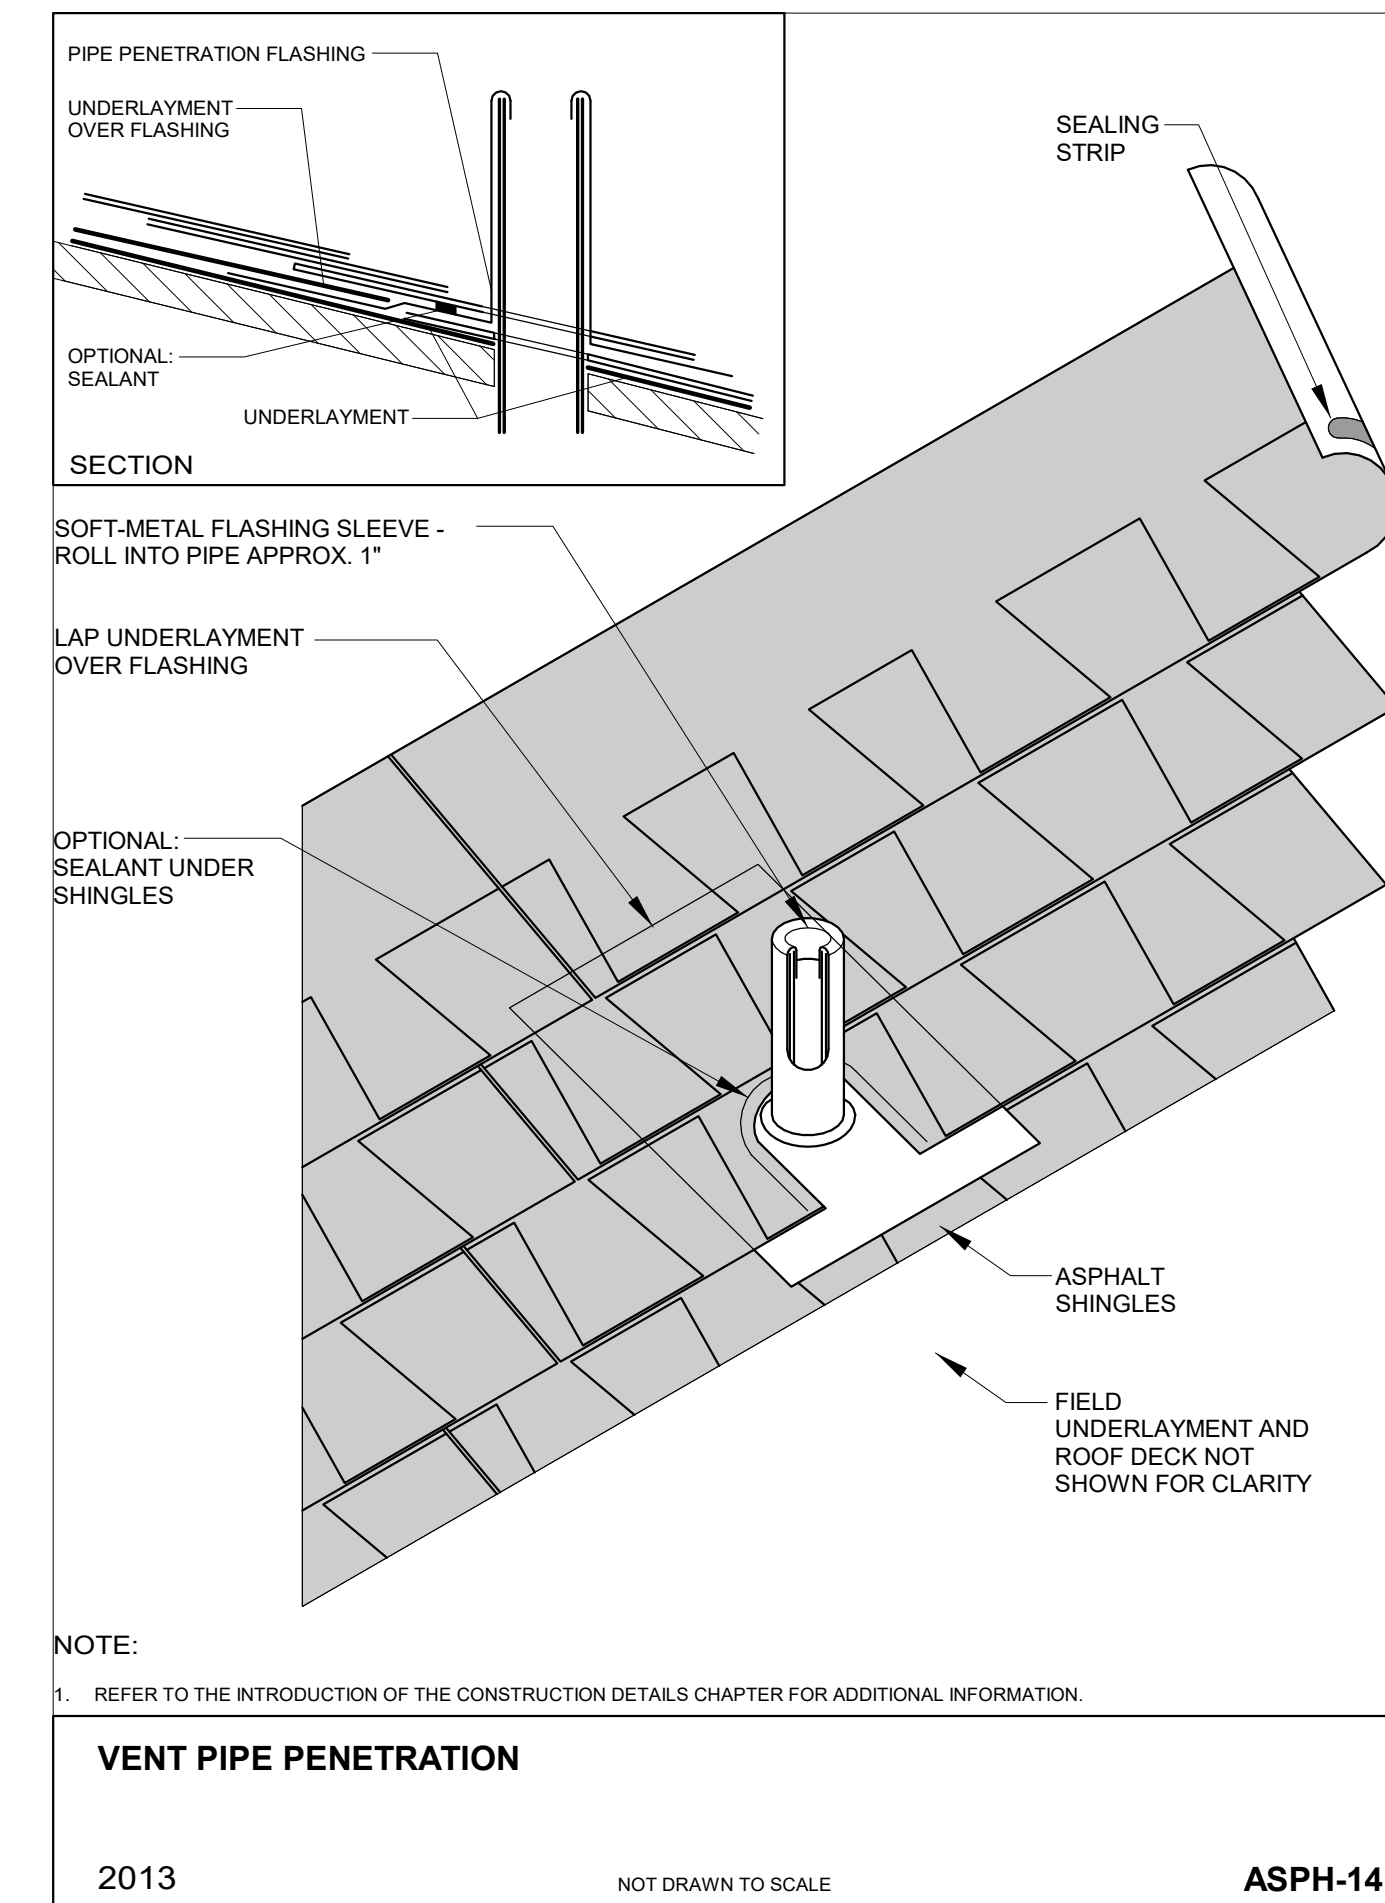 PIPE PENETRATION FLASHING
UNDERLAYMENT
OVER FLASHING
OPTIONAL:
SEALANT
UNDERLAYMENT
SECTION
SEALING
STRIP
SOFT-METAL FLASHING SLEEVE -
ROLL INTO PIPE APPROX. 1"
LAP UNDERLAYMENT
OVER FLASHING
OPTIONAL:
SEALANT UNDER
SHINGLES
ASPHALT
SHINGLES
FIELD
UNDERLAYMENT AND
ROOF DECK NOT
SHOWN FOR CLARITY
NOTE:
1. REFER TO THE INTRODUCTION OF THE CONSTRUCTION DETAILS CHAPTER FOR ADDITIONAL INFORMATION.
VENT PIPE PENETRATION
2013
NOT DRAWN TO SCALE
ASPH-14